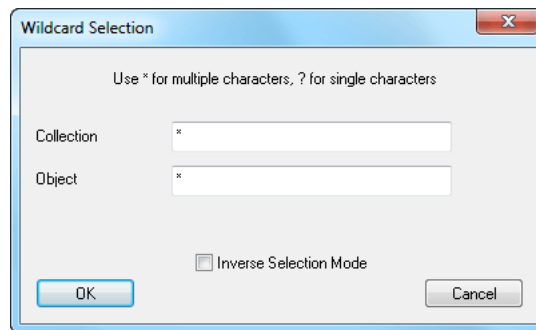 Wildcard Selection
Use * for multiple characters, ? for single characters
Collection *
Object *
Inverse Selection Mode
OK Cancel